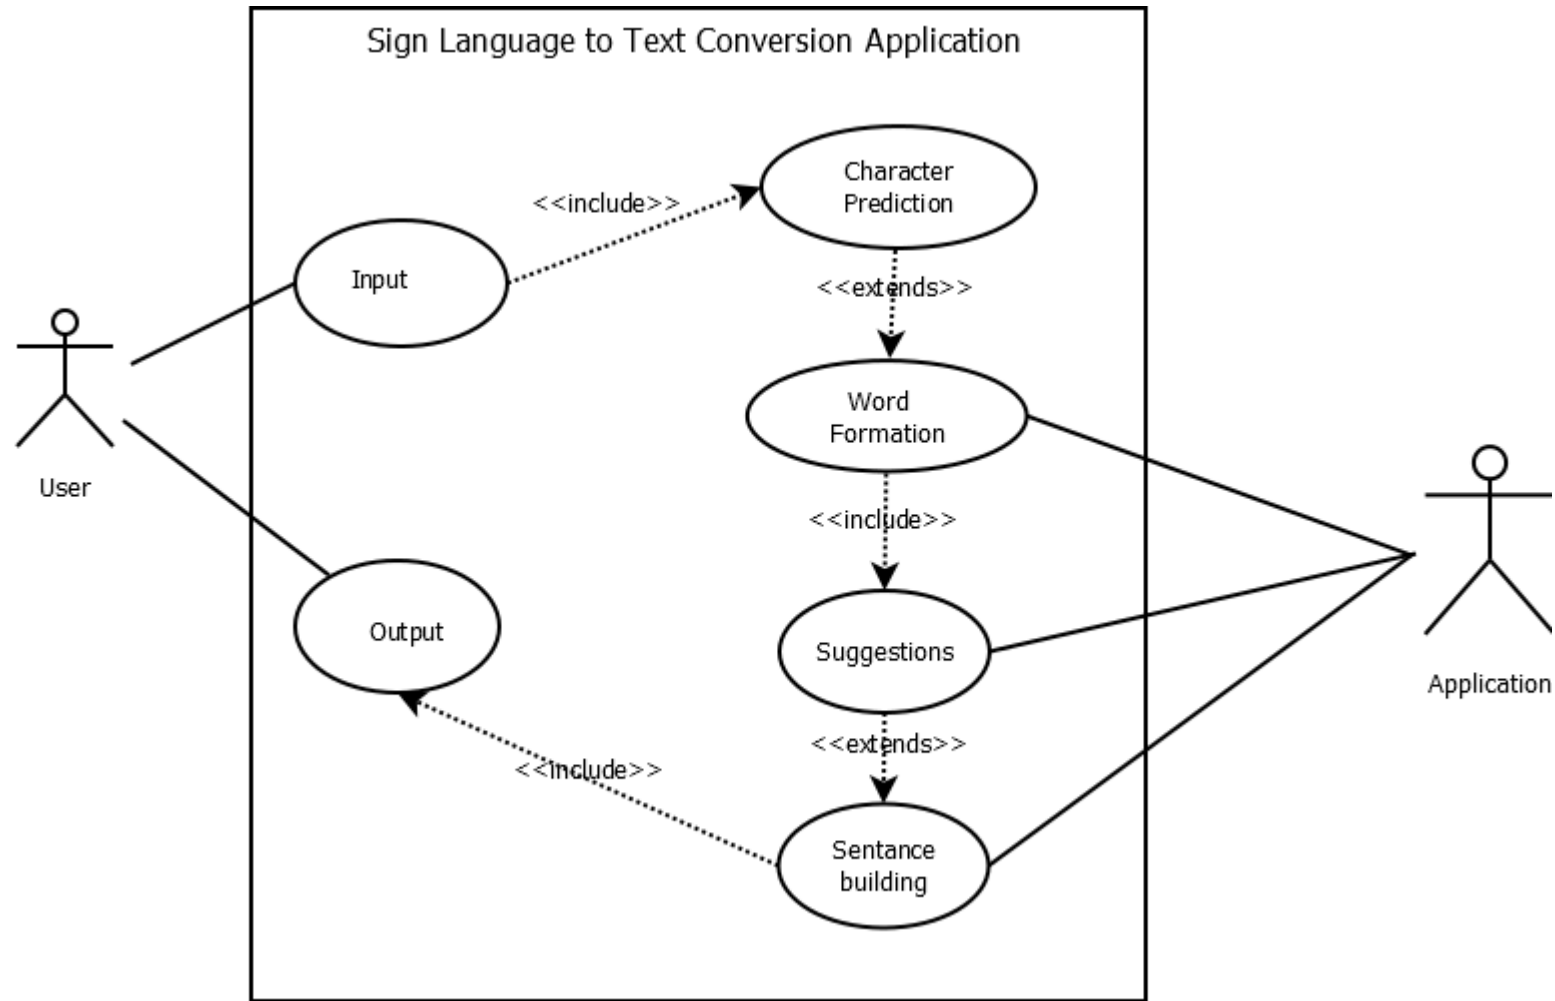 Sign Language to Text Conversion Application
Character
Prediction
<<include>>
Input
<<extends>>
Word
Formation
User
<<include>>
Output
Suggestions
Application
<<extends>>
<<include>>
Sentance
building